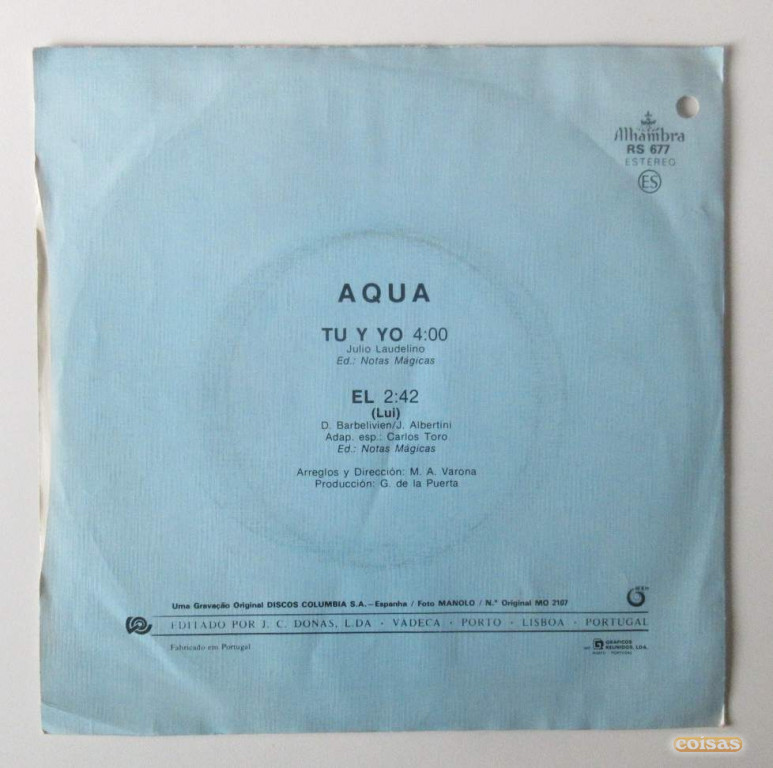 Alhambra
RS 677
ESTEREO
ES
AQUA
TU Y YO 4:00
Julio Laudelino
Ed.: Notas Mágicas
EL 2:42
(Lui)
D. Barbelivien/J. Albertini
Adap. esp.: Carlos Toro
Ed.: Notas Mágicas
Arreglos y Dirección: M. A. Varona
Producción: G. de la Puerta
Uma Gravação Original DISCOS COLUMBIA S.A. – Espanha / Foto MANOLO / N.º Original MO 2107
EDITADO POR J. C. DONAS, L.DA · VADECA · PORTO · LISBOA · PORTUGAL
Fabricado em Portugal
GRÁFICOS
REUNIDOS, LDA.
PORTO - PORTUGAL
coisas